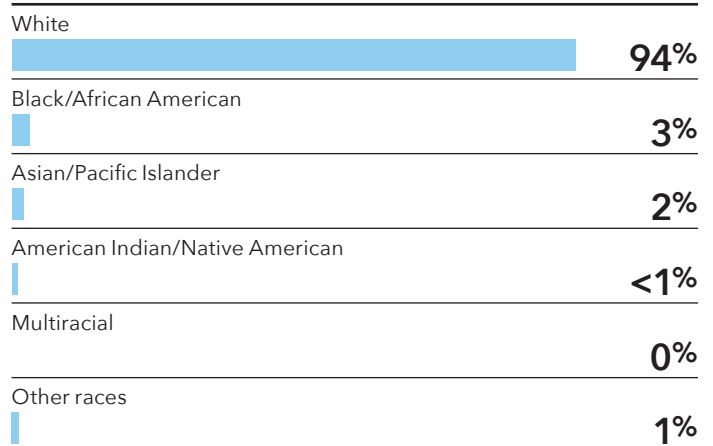 White
94%
Black/African American
3%
Asian/Pacific Islander
2%
American Indian/Native American
<1%
Multiracial
0%
Other races
1%